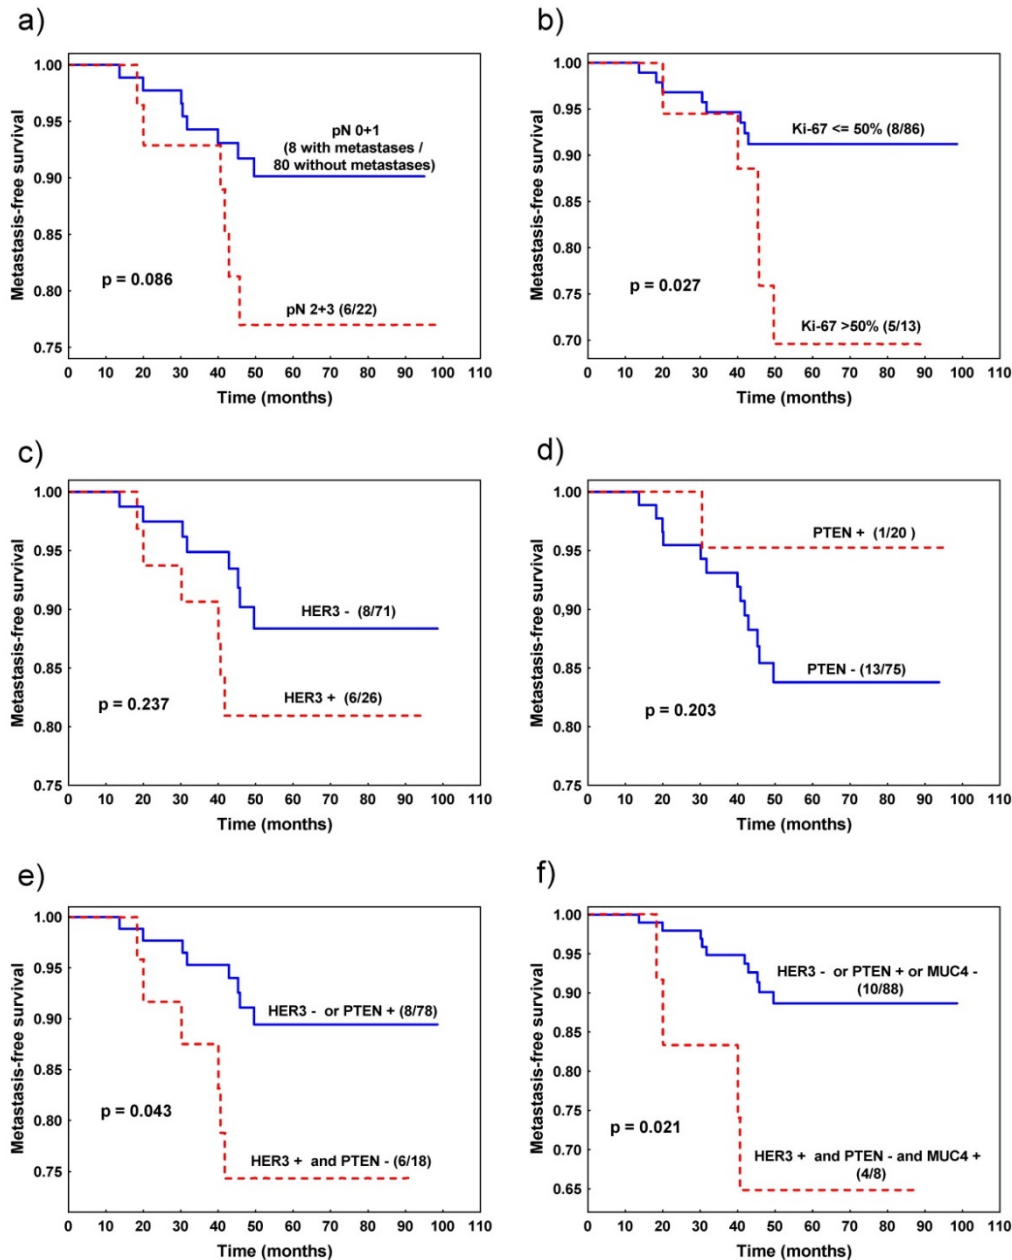 a)
Metastasis-free survival
1.00
0.95
0.90
0.85
0.80
0.75
pN 0+1
(8 with metastases /
80 without metastases)
p = 0.086
pN 2+3 (6/22)
0 10 20 30 40 50 60 70 80 90 100 110
Time (months)
b)
Metastasis-free survival
1.00
0.95
0.90
0.85
0.80
0.75
0.70
Ki-67 <= 50% (8/86)
p = 0.027
Ki-67 >50% (5/13)
0 10 20 30 40 50 60 70 80 90 100 110
Time (months)
c)
Metastasis-free survival
1.00
0.95
0.90
0.85
0.80
0.75
HER3 - (8/71)
HER3 + (6/26)
p = 0.237
0 10 20 30 40 50 60 70 80 90 100 110
Time (months)
d)
Metastasis-free survival
1.00
0.95
0.90
0.85
0.80
0.75
PTEN + (1/20 )
PTEN - (13/75)
p = 0.203
0 10 20 30 40 50 60 70 80 90 100 110
Time (months)
e)
Metastasis-free survival
1.00
0.95
0.90
0.85
0.80
0.75
HER3 - or PTEN + (8/78)
p = 0.043
HER3 + and PTEN - (6/18)
0 10 20 30 40 50 60 70 80 90 100 110
Time (months)
f)
Metastasis-free survival
1.00
0.95
0.90
0.85
0.80
0.75
0.70
0.65
HER3 - or PTEN + or MUC4 -
(10/88)
p = 0.021
HER3 + and PTEN - and MUC4 +
(4/8)
0 10 20 30 40 50 60 70 80 90 100 110
Time (months)